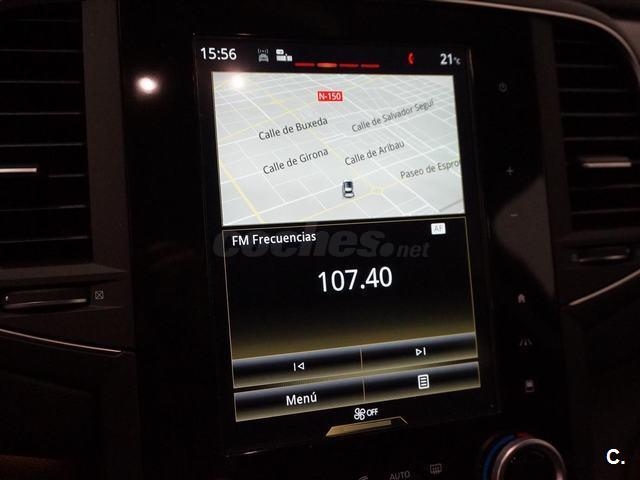 15:56
21°C
N-150
Calle de Buxeda
Calle de Salvador Seguí
Calle de Girona
Calle de Aribau
Paseo de Espro
FM Frecuencias
AF
coches.net
107.40
Menú
OFF
AUTO
C.